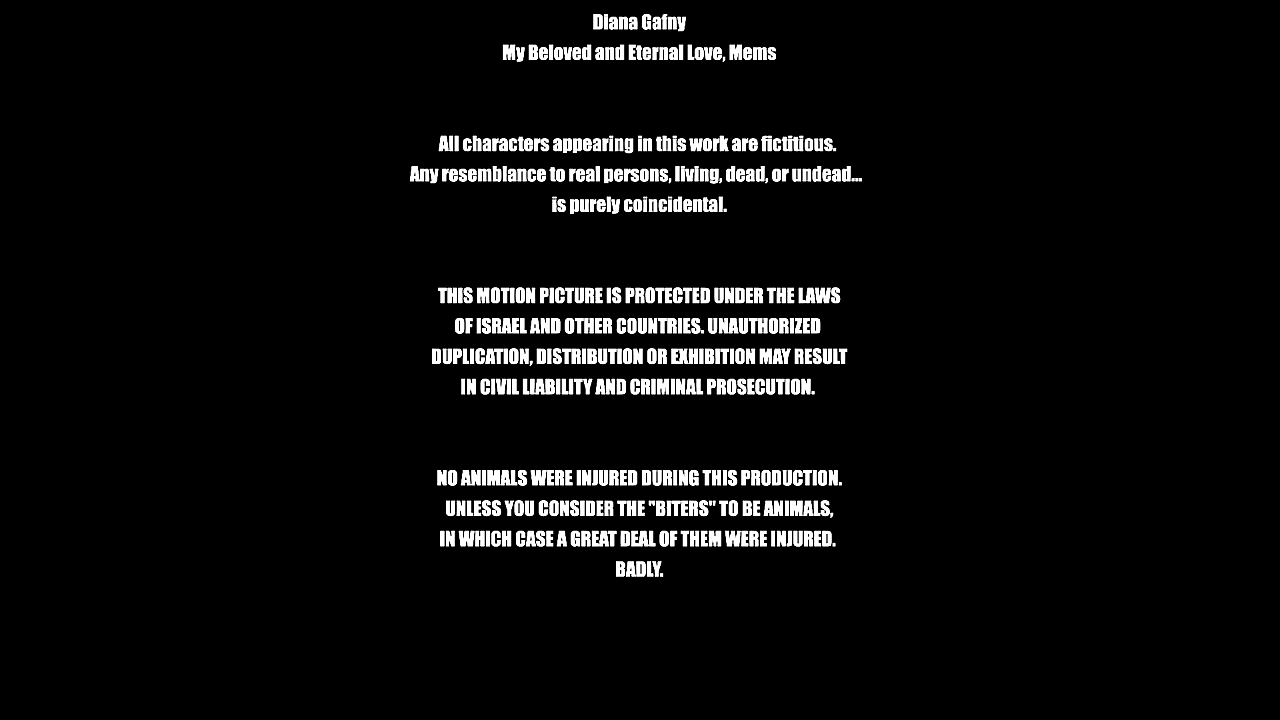 Diana Gafny
My Beloved and Eternal Love, Mems
All characters appearing in this work are fictitious.
Any resemblance to real persons, living, dead, or undead...
is purely coincidental.
THIS MOTION PICTURE IS PROTECTED UNDER THE LAWS
OF ISRAEL AND OTHER COUNTRIES. UNAUTHORIZED
DUPLICATION, DISTRIBUTION OR EXHIBITION MAY RESULT
IN CIVIL LIABILITY AND CRIMINAL PROSECUTION.
NO ANIMALS WERE INJURED DURING THIS PRODUCTION.
UNLESS YOU CONSIDER THE "BITERS" TO BE ANIMALS,
IN WHICH CASE A GREAT DEAL OF THEM WERE INJURED.
BADLY.